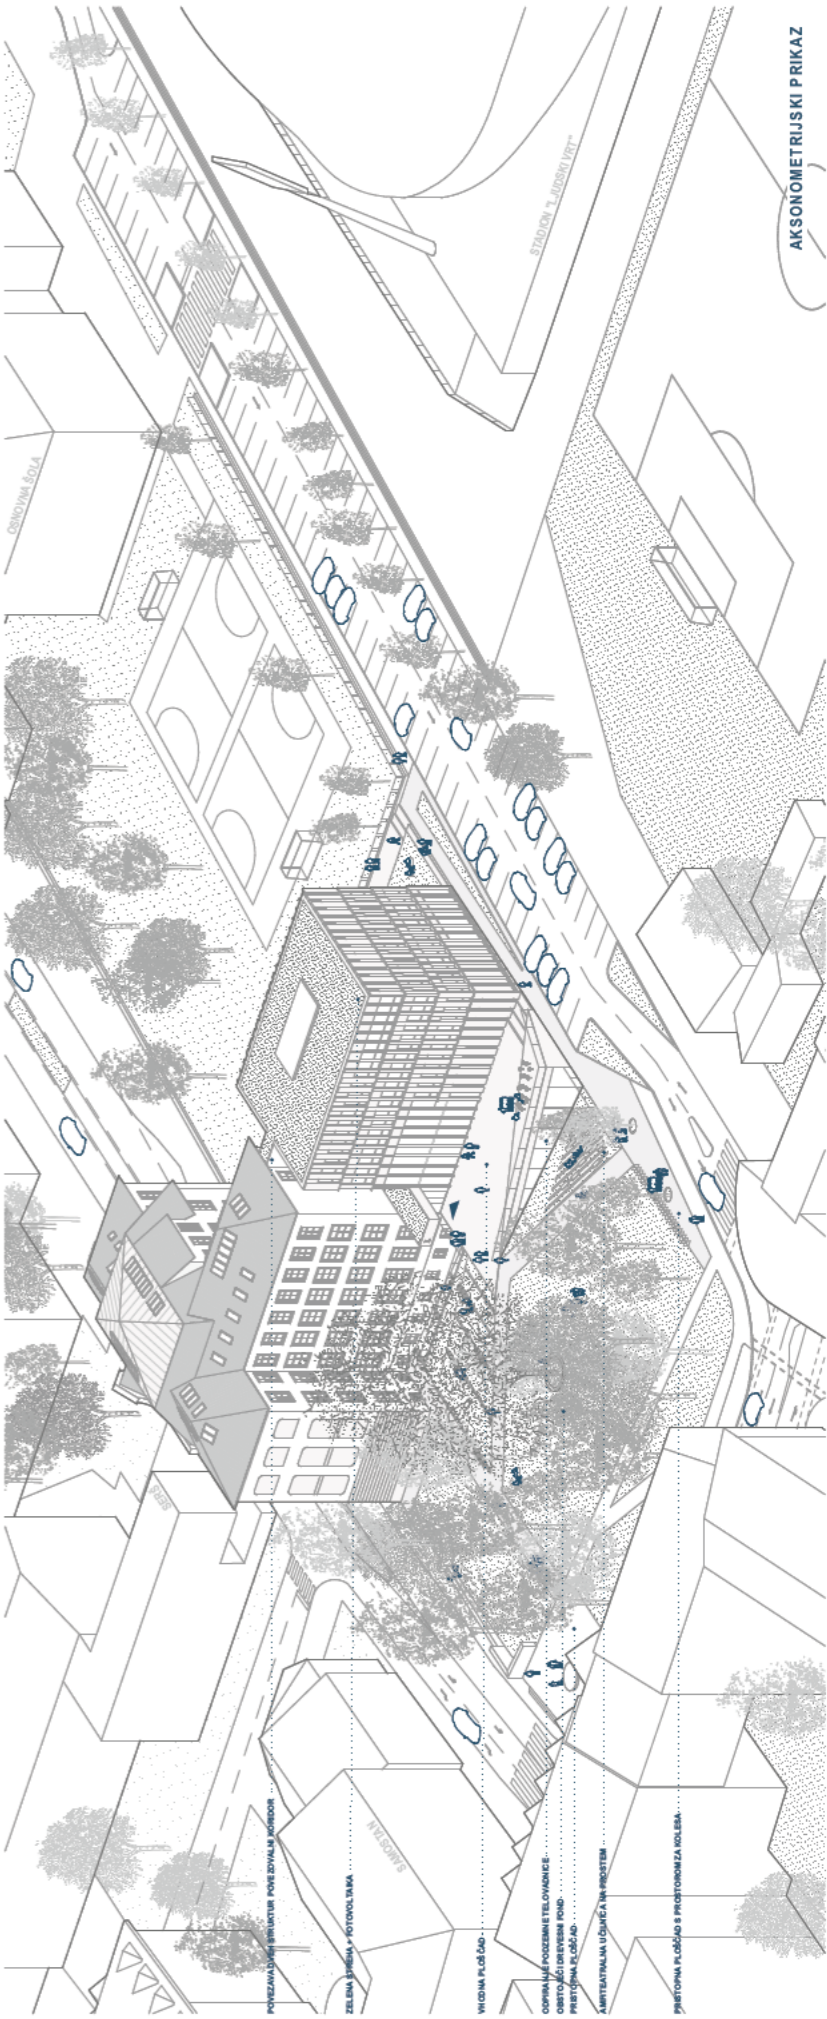 AKSONOMETRIJSKI PRIKAZ
STADION "LJUDSKI VRT"
OSNOVNA ŠOLA
SERŠ
SAMOSTAN
POVEZAVA DVEH STRUKTUR POVEZOVALNI KORIDOR
ZELENA STREHA + FOTOVOLTAIKA
VHODNA PLOŠČAD
ODPIRANJE PODZEMNE TELOVADNICE
OBSTOJEČI DREVESNI FOND
PRISTOPNA PLOŠČAD
AMFITEATRALNA UČILNICA NA PROSTEM
PRISTOPNA PLOŠČAD S PROSTOROM ZA KOLESA